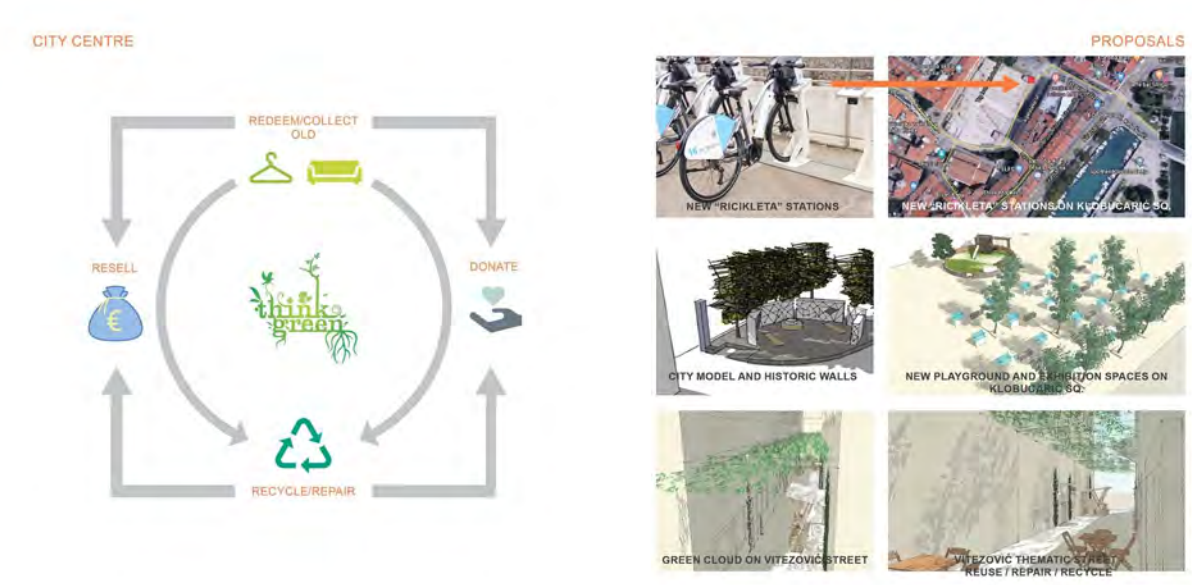 CITY CENTRE
PROPOSALS
REDEEM/COLLECT
OLD
RESELL
€
DONATE
think
green
RECYCLE/REPAIR
NEW "RICIKLETA" STATIONS
NEW "RICIKLETA" STATIONS ON KLOBUCARIC SQ.
CITY MODEL AND HISTORIC WALLS
NEW PLAYGROUND AND EXHIBITION SPACES ON
KLOBUCARIC SQ.
GREEN CLOUD ON VITEZOVIĆ STREET
VITEZOVIĆ THEMATIC STREET
REUSE / REPAIR / RECYCLE